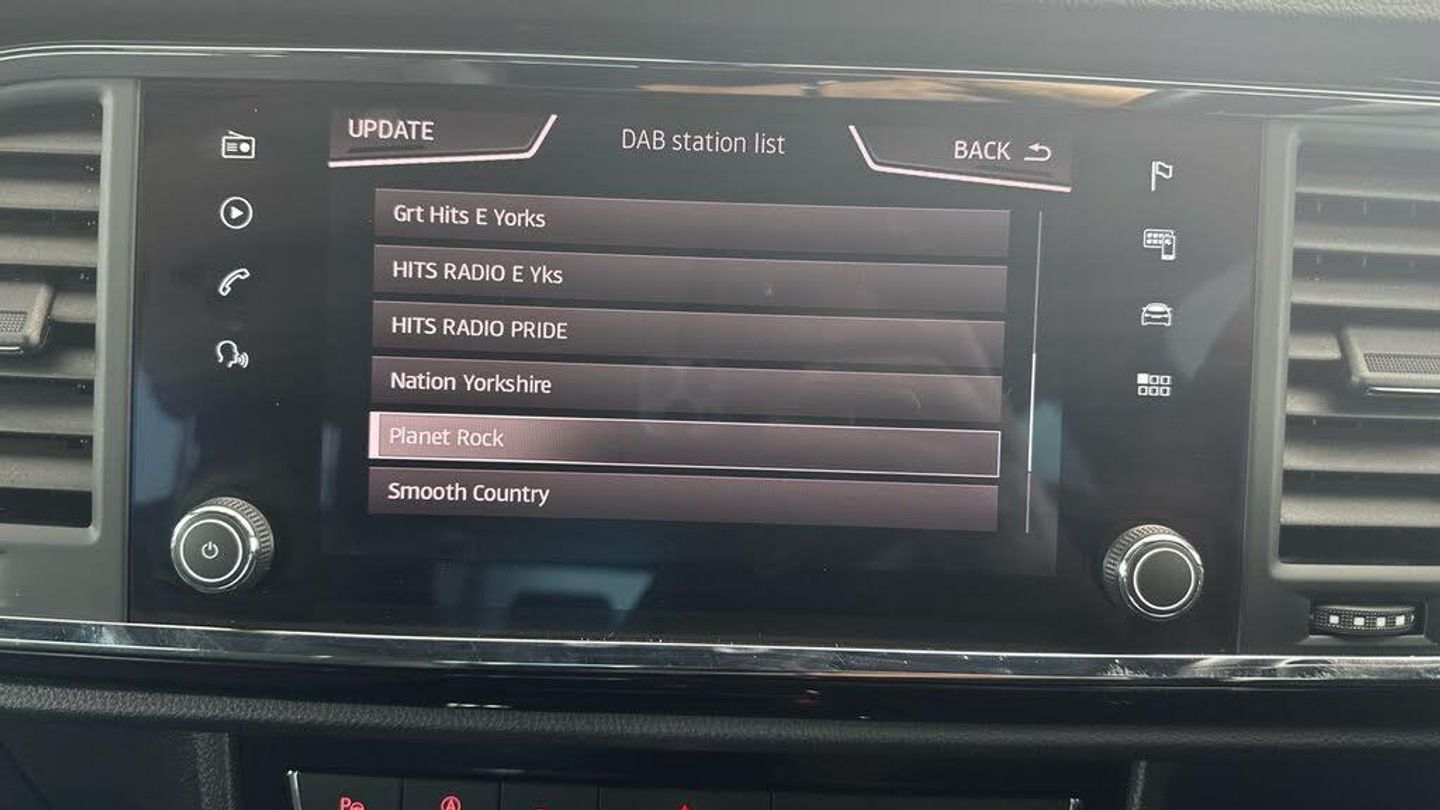 UPDATE
DAB station list
BACK
Grt Hits E Yorks
HITS RADIO E Yks
HITS RADIO PRIDE
Nation Yorkshire
Planet Rock
Smooth Country